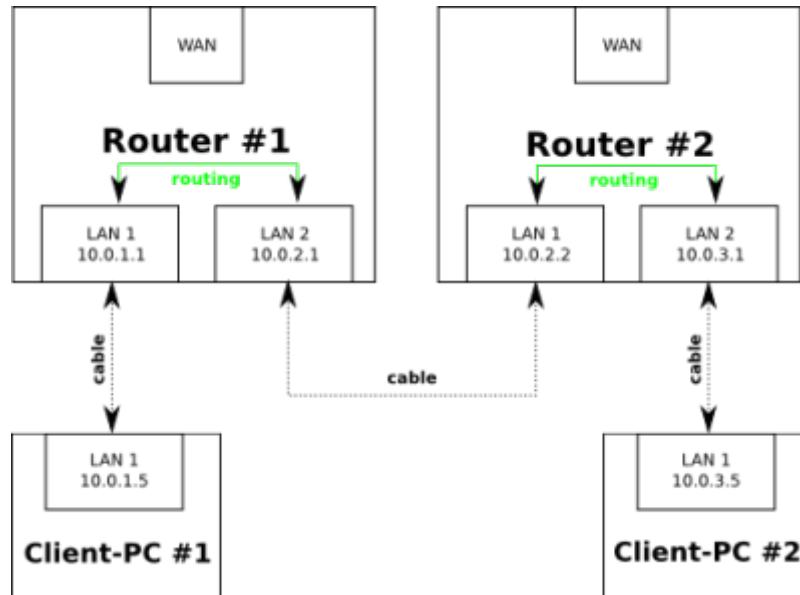 WAN
WAN
Router #1
Router #2
routing
routing
LAN 1
10.0.1.1
LAN 2
10.0.2.1
LAN 1
10.0.2.2
LAN 2
10.0.3.1
cable
cable
cable
LAN 1
10.0.1.5
LAN 1
10.0.3.5
Client-PC #1
Client-PC #2